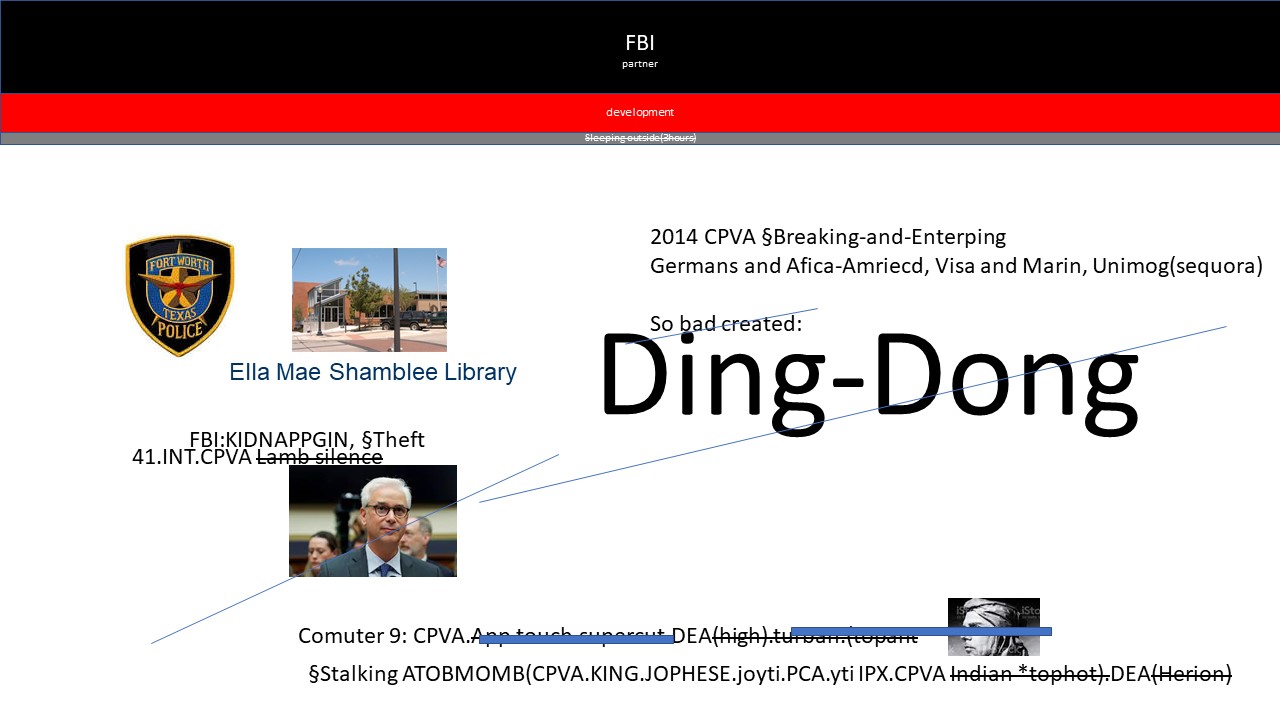 FBI
partner
development
Sleeping outside(3hours)
2014 CPVA §Breaking-and-Enterping
Germans and Afica-Amriecd, Visa and Marin, Unimog(sequora)
So bad created:
Ding-Dong
FORT WORTH
TEXAS
POLICE
Ella Mae Shamblee Library
FBI:KIDNAPPGIN, §Theft
41.INT.CPVA Lamb silence
Comuter 9: CPVA.App touch supercut DEA(high).turban.(topant
§Stalking ATOBMOMB(CPVA.KING.JOPHESE.joyti.PCA.yti IPX.CPVA Indian *tophot).DEA(Herion)